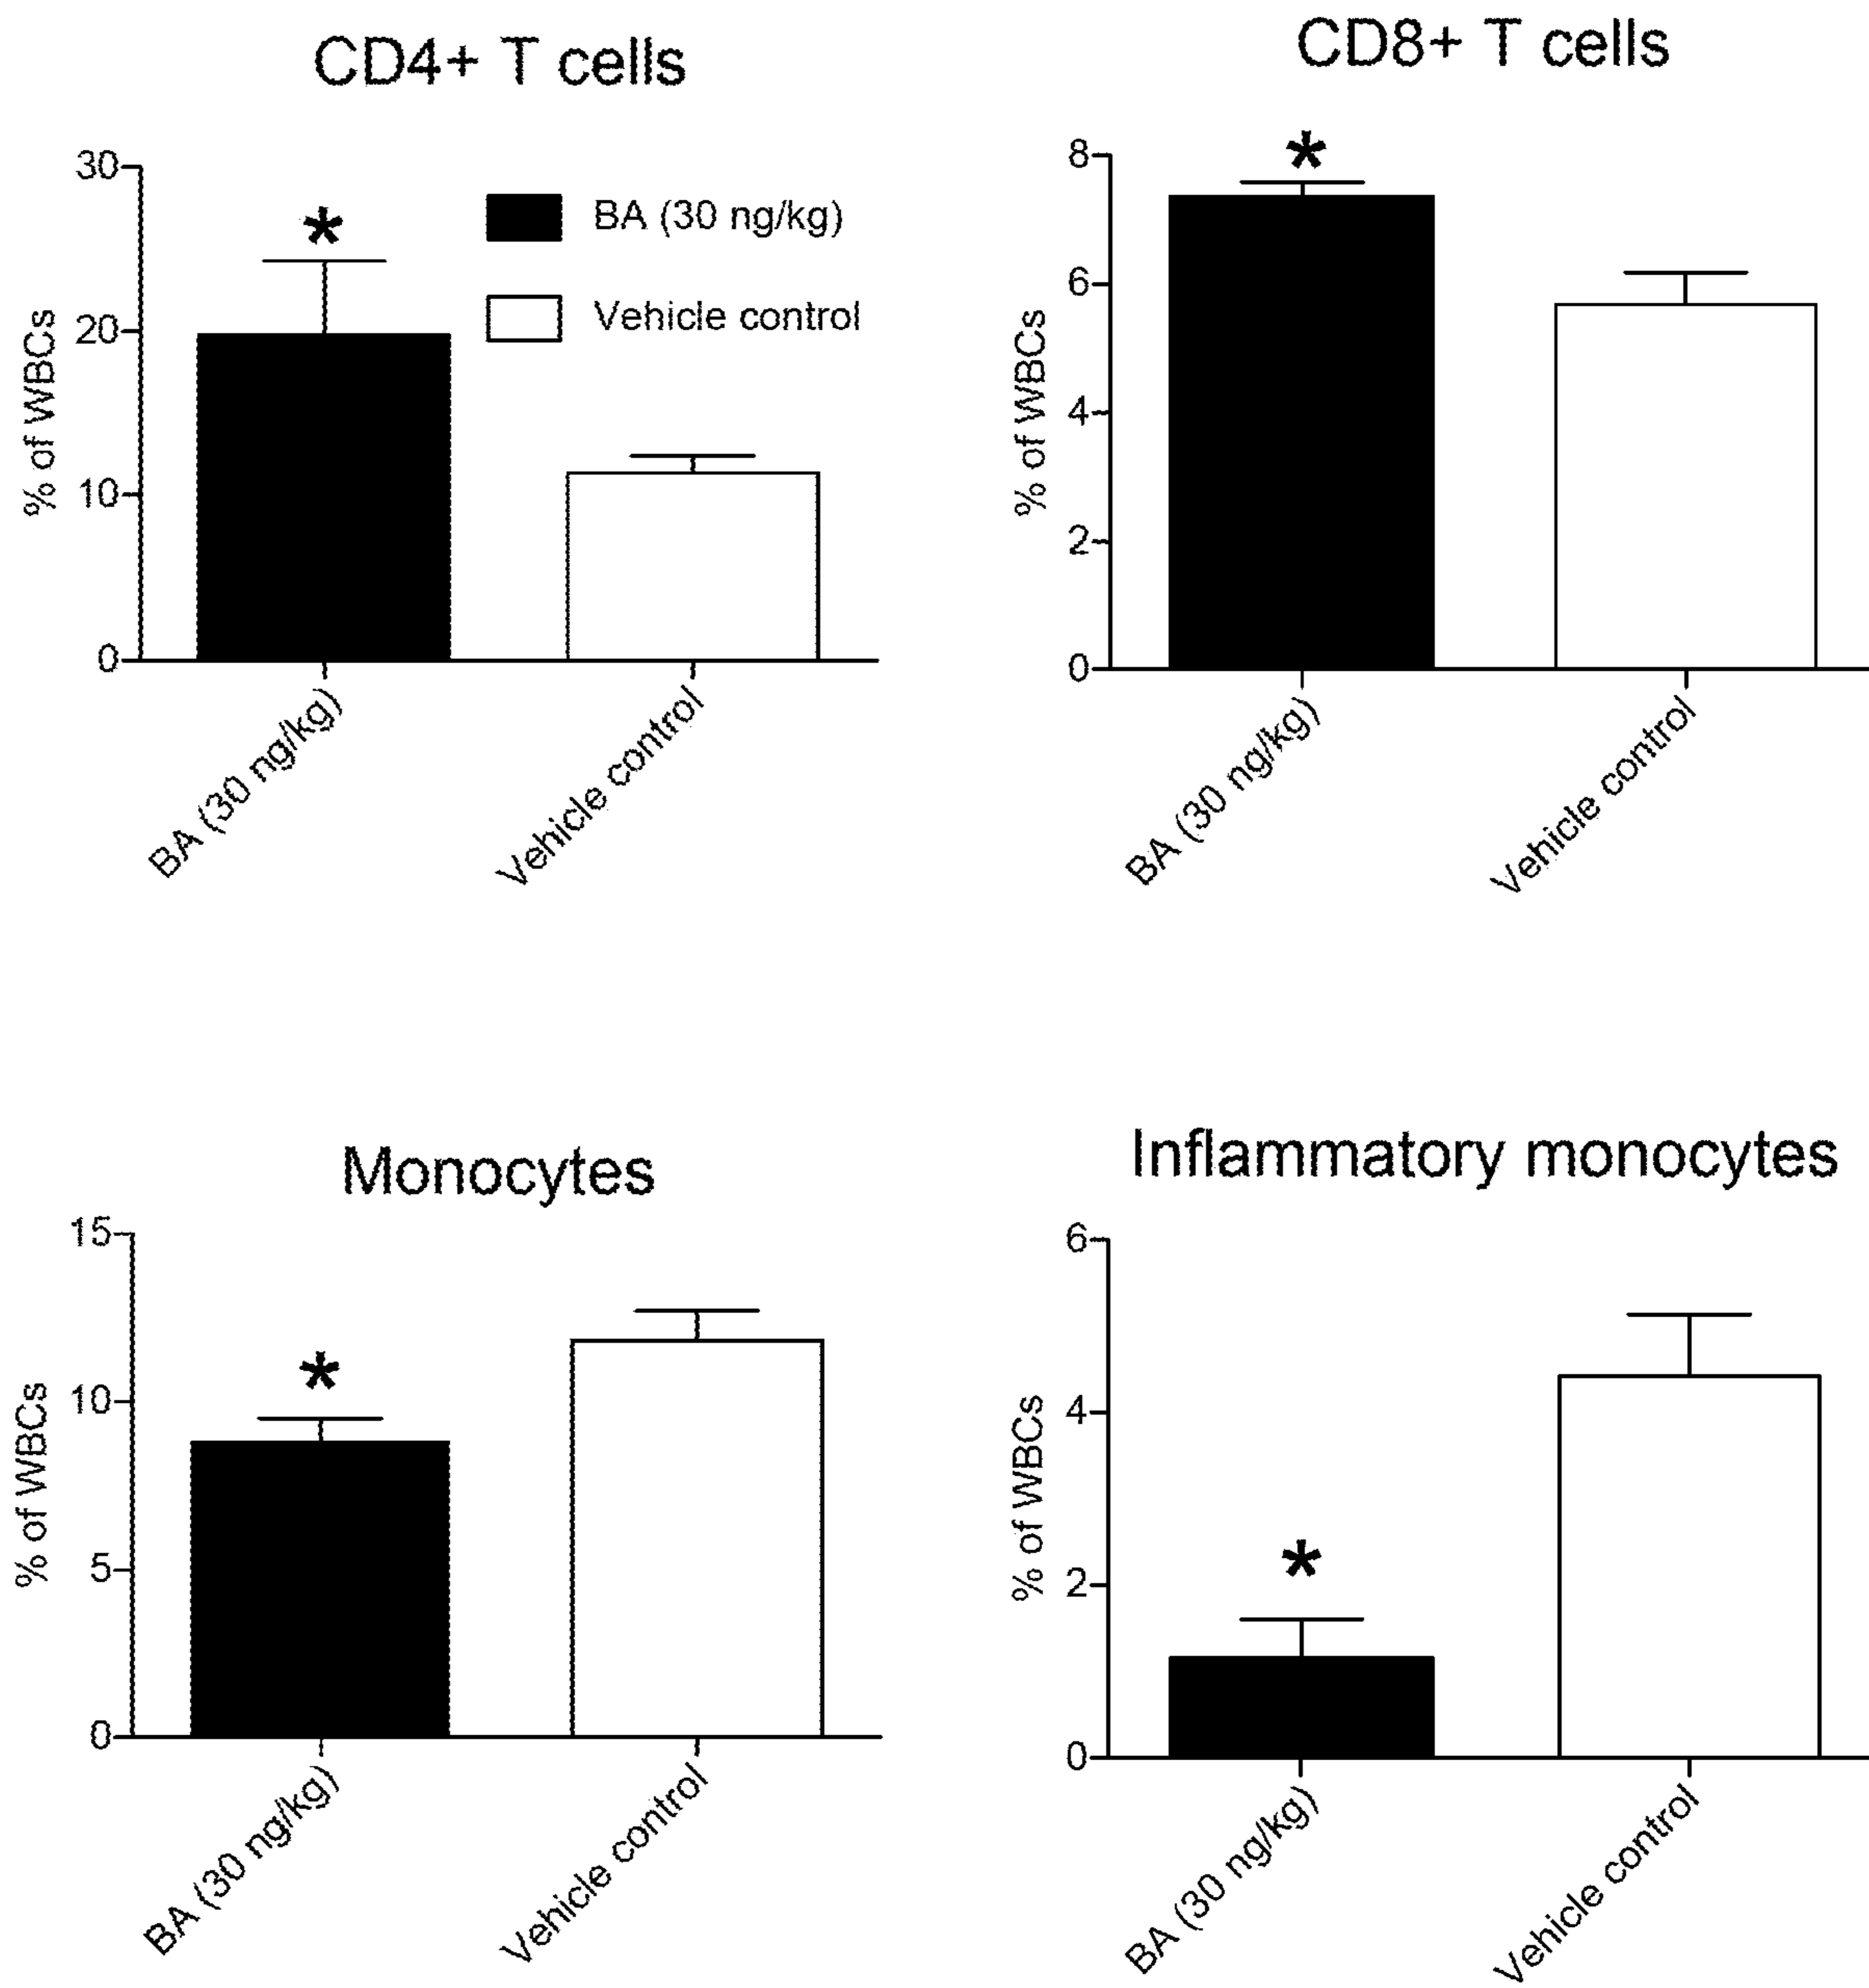 CD4+ T cells
30
20
10
0
% of WBCs
*
BA (30 ng/kg)
Vehicle control
BA (30 ng/kg)
Vehicle control
CD8+ T cells
8
6
4
2
0
% of WBCs
*
BA (30 ng/kg)
Vehicle control
Monocytes
15
10
5
0
% of WBCs
*
BA (30 ng/kg)
Vehicle control
Inflammatory monocytes
6
4
2
0
% of WBCs
*
BA (30 ng/kg)
Vehicle control